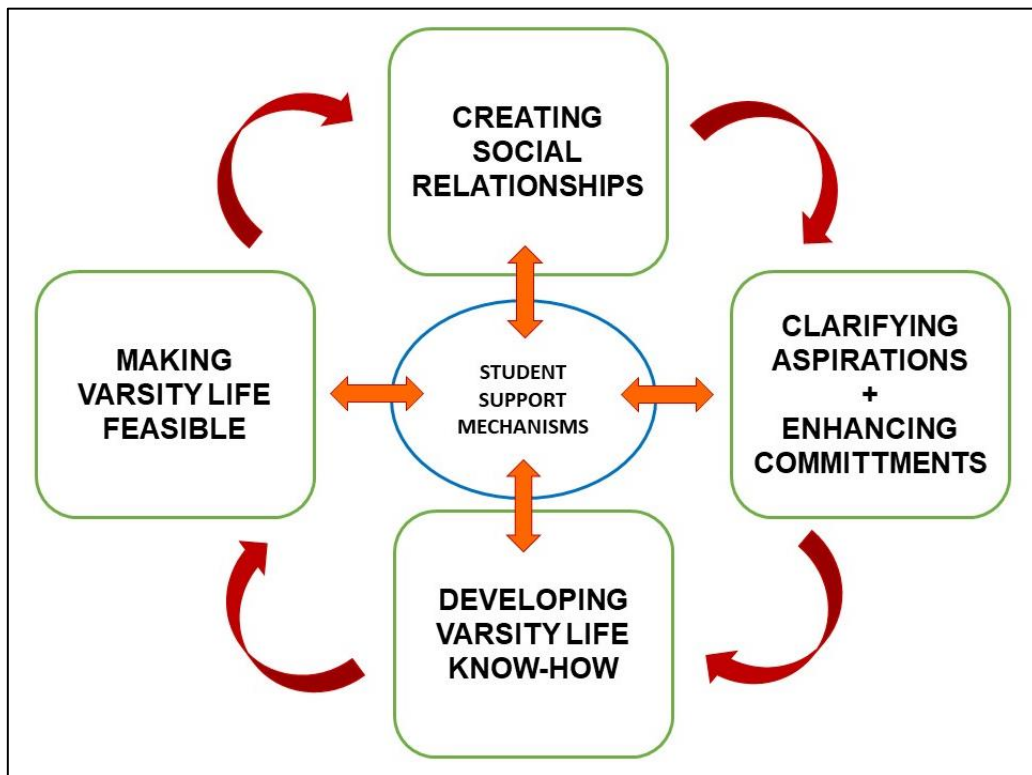 CREATING
SOCIAL
RELATIONSHIPS
CLARIFYING
ASPIRATIONS
+
ENHANCING
COMMITTMENTS
MAKING
VARSITY LIFE
FEASIBLE
STUDENT
SUPPORT
MECHANISMS
DEVELOPING
VARSITY LIFE
KNOW-HOW